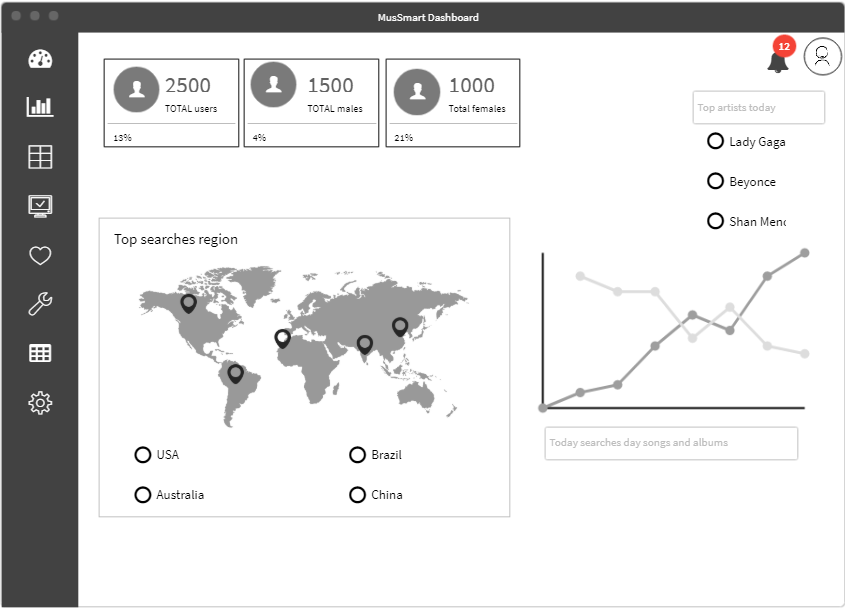 MusSmart Dashboard
12
2500
TOTAL users
13%
1500
TOTAL males
4%
1000
Total females
21%
Top artists today
Lady Gaga
Beyonce
Shan Menc
Top searches region
USA
Brazil
Australia
China
Today searches day songs and albums